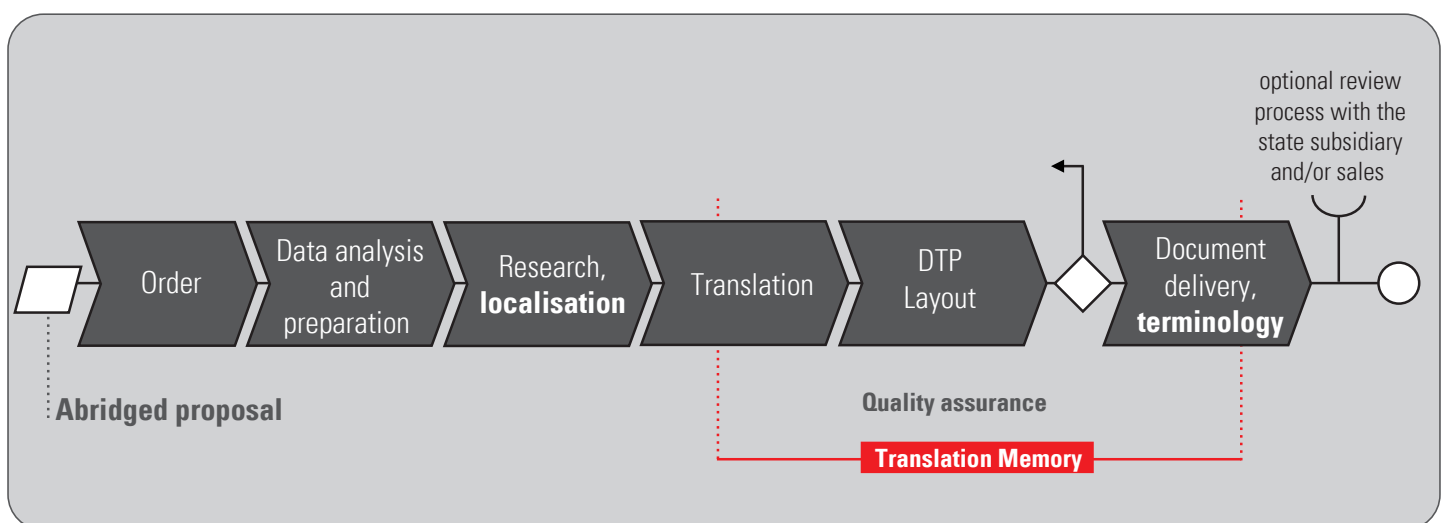 optional review
process with the
state subsidiary
and/or sales
Order
Data analysis
and
preparation
Research,
localisation
Translation
DTP
Layout
Document
delivery,
terminology
Abridged proposal
Quality assurance
Translation Memory